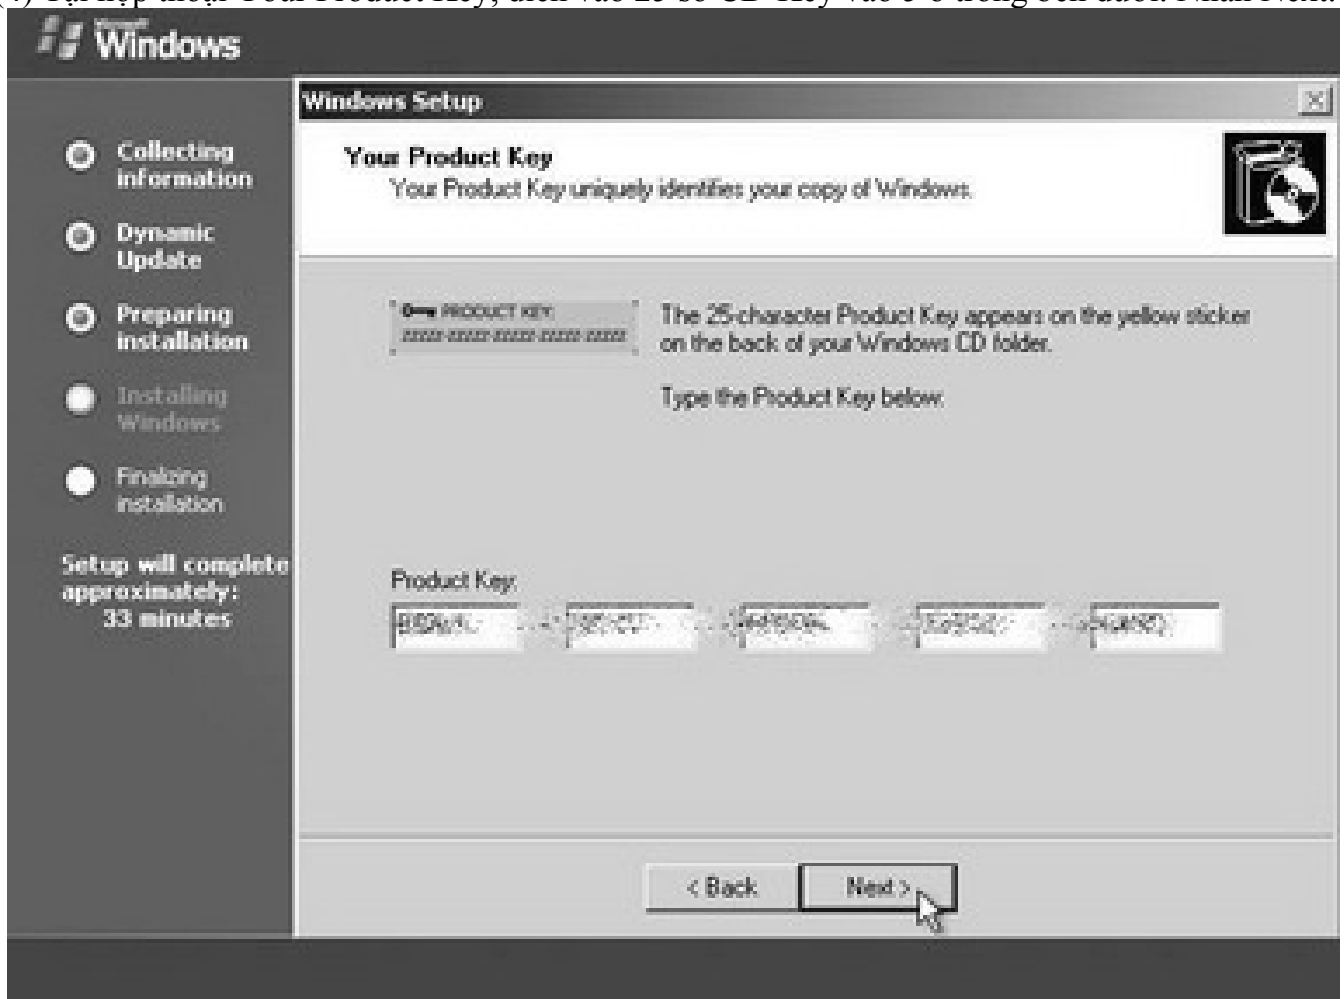 Microsoft
Windows
Windows Setup
Collecting
information
Dynamic
Update
Preparing
installation
Installing
Windows
Finalizing
installation
Setup will complete
approximately:
33 minutes
Your Product Key
Your Product Key uniquely identifies your copy of Windows.
PRODUCT KEY:
The 25-character Product Key appears on the yellow sticker
on the back of your Windows CD folder.
Type the Product Key below:
Product Key:
< Back
Next >